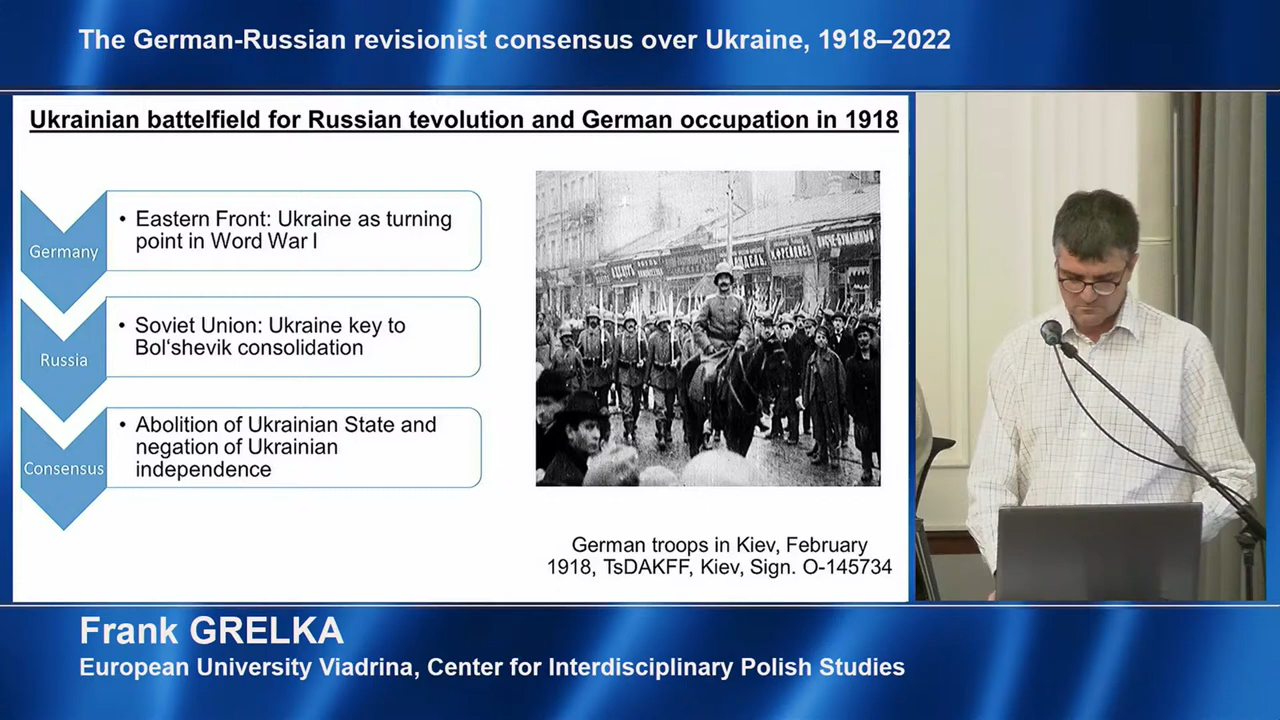 The German-Russian revisionist consensus over Ukraine, 1918–2022
Ukrainian battelfield for Russian tevolution and German occupation in 1918
Germany
• Eastern Front: Ukraine as turning
point in Word War I
Russia
• Soviet Union: Ukraine key to
Bol‘shevik consolidation
Consensus
• Abolition of Ukrainian State and
negation of Ukrainian
independence
German troops in Kiev, February
1918, TsDAKFF, Kiev, Sign. O-145734
Frank GRELKA
European University Viadrina, Center for Interdisciplinary Polish Studies